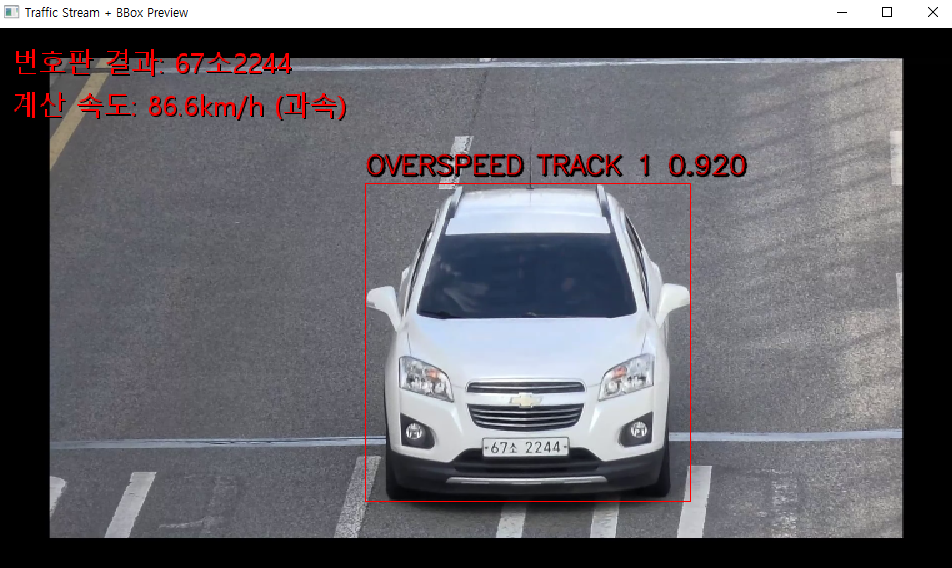 Traffic Stream + BBox Preview
번호판 결과: 67소2244
계산 속도: 86.6km/h (과속)
OVERSPEED TRACK 1 0.920
67소 2244